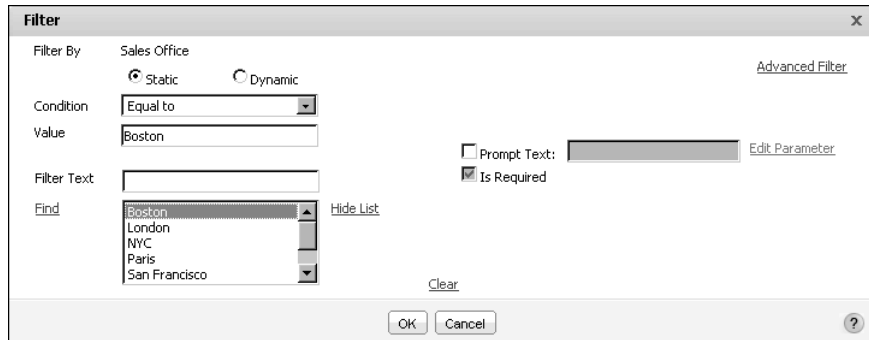 Filter x
Filter By Sales Office
Static Dynamic Advanced Filter
Condition Equal to
Value Boston
Prompt Text: Edit Parameter
Filter Text Is Required
Find Boston Hide List
London
NYC
Paris
San Francisco
Clear
OK Cancel ?